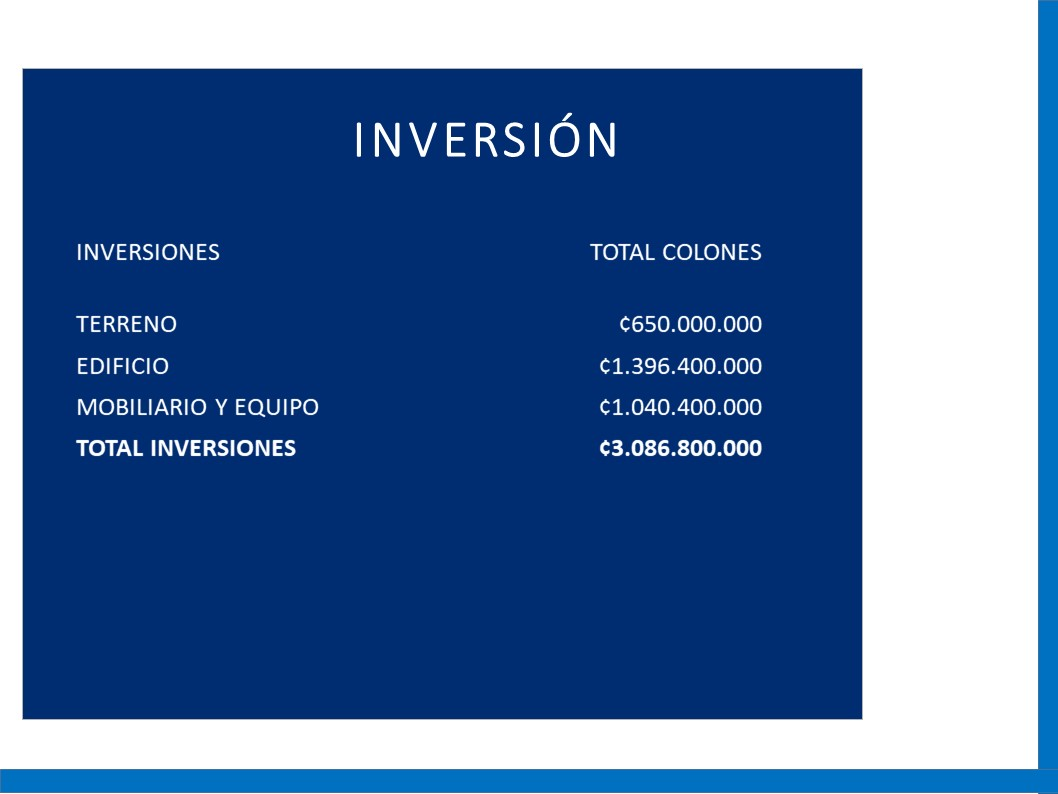 INVERSIÓN
INVERSIONES TOTAL COLONES
TERRENO ¢650.000.000
EDIFICIO ¢1.396.400.000
MOBILIARIO Y EQUIPO ¢1.040.400.000
TOTAL INVERSIONES ¢3.086.800.000